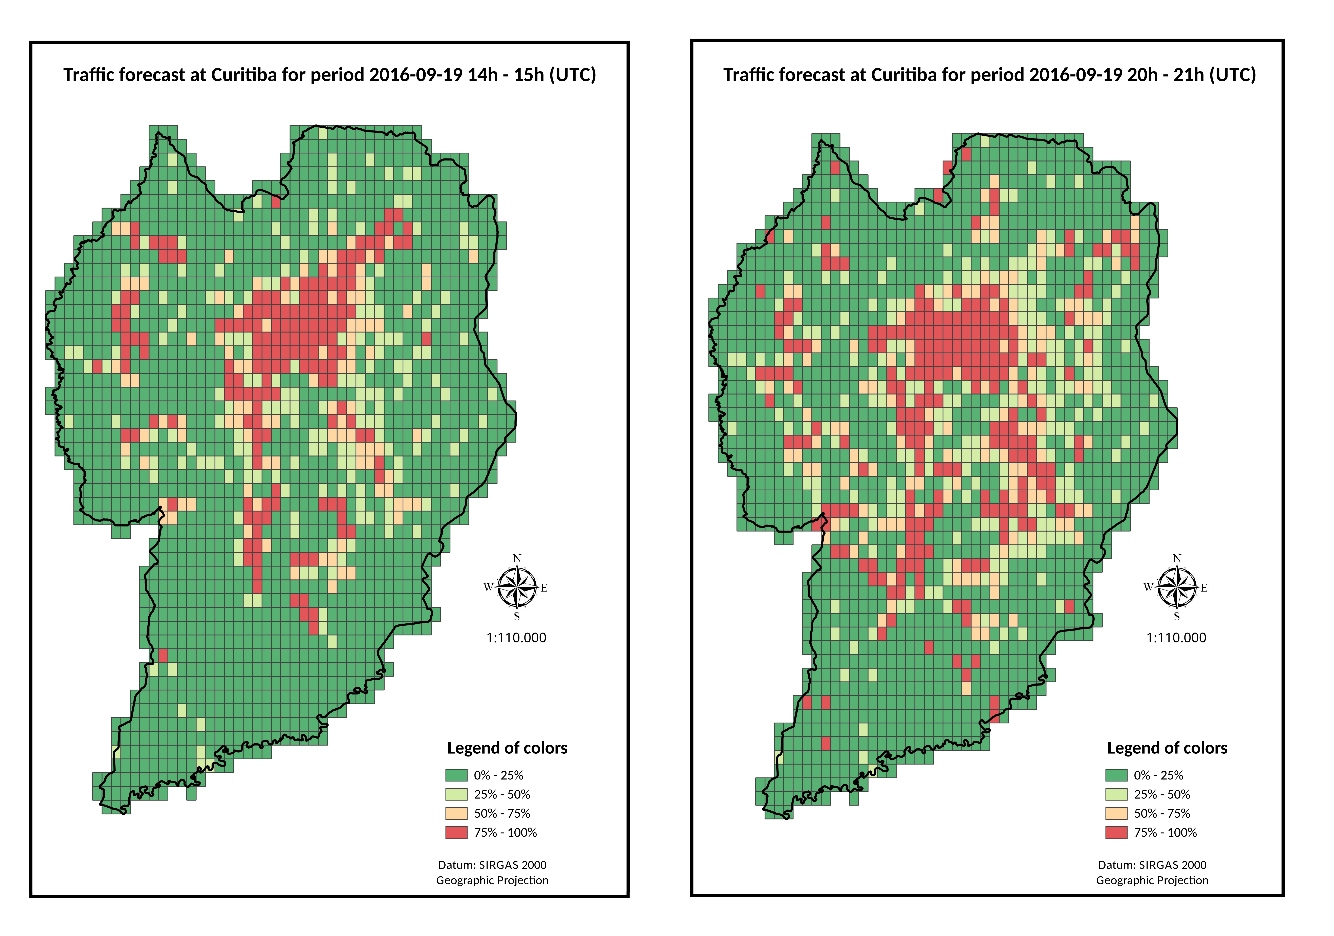 Traffic forecast at Curitiba for period 2016-09-19 14h - 15h (UTC)
N
W E
S
1:110.000
Legend of colors
0% - 25%
25% - 50%
50% - 75%
75% - 100%
Datum: SIRGAS 2000
Geographic Projection
Traffic forecast at Curitiba for period 2016-09-19 20h - 21h (UTC)
N
W E
S
1:110.000
Legend of colors
0% - 25%
25% - 50%
50% - 75%
75% - 100%
Datum: SIRGAS 2000
Geographic Projection